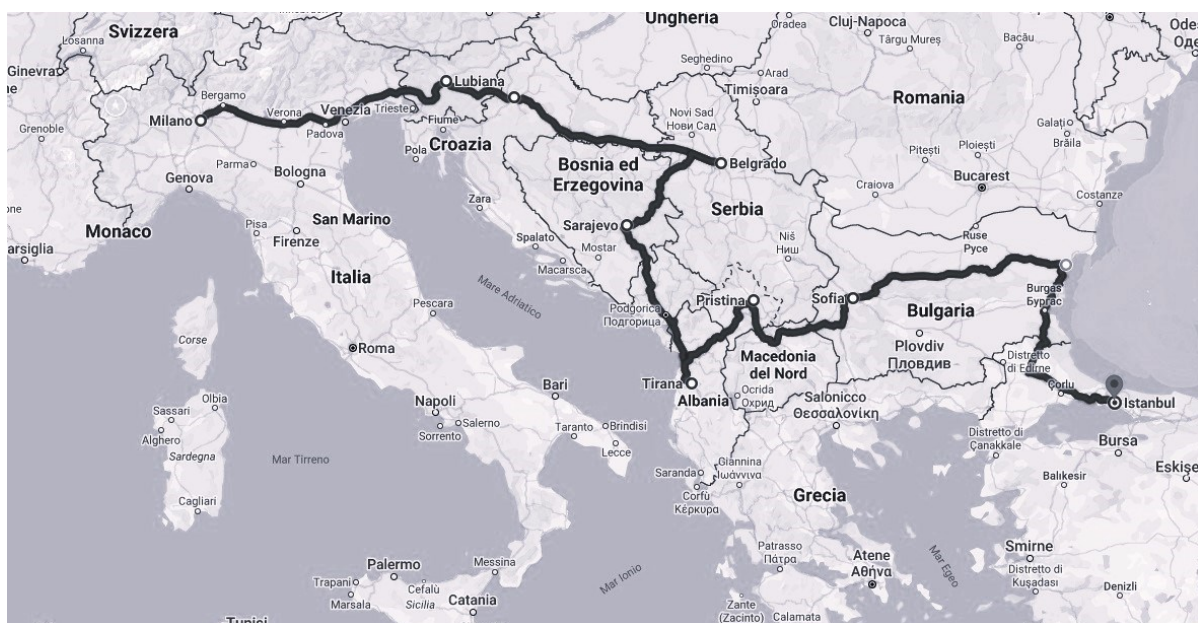 Ungheria
Cluj-Napoca
Oradea
Târgu Mureș
Bacău
Svizzera
Losanna
Seghedino
Arad
Ginevra
Timișoara
Bergamo
Lubiana
Romania
Milano
Verona
Venezia
Trieste
Padova
Fiume
Novi Sad
Нови Сад
Galați
Brăila
Grenoble
Croazia
Pola
Parma
Bologna
Genova
Bosnia ed
Erzegovina
Belgrado
Pitești
Ploiești
Bucarest
Craiova
Costanza
Zara
San Marino
Pisa
Firenze
Monaco
Sarajevo
Serbia
Spalato
Mostar
Macarsca
Niš
Ниш
Ruse
Русе
Italia
Mare Adriatico
Pescara
Podgorica
Подгорица
Pristina
Sofia
Burgas
Бургас
Bulgaria
Corse
Roma
Plovdiv
Пловдив
Macedonia
del Nord
Distretto
di Edirne
Çorlu
Istanbul
Tirana
Albania
Ocrida
Охрид
Salonicco
Θεσσαλονίκη
Olbia
Sassari
Alghero
Sardegna
Cagliari
Napoli
Sorrento
Salerno
Bari
Taranto
Brindisi
Lecce
Distretto di
Çanakkale
Bursa
Balıkesir
Mar Tirreno
Saranda
Corfù
Κέρκυρα
Giannina
Ιωάννινα
Grecia
Patrasso
Πάτρα
Atene
Αθήνα
Mar Egeo
Smirne
Distretto di
Kuşadası
Denizli
Mar Ionio
Palermo
Messina
Trapani
Marsala
Cefalù
Sicilia
Catania
Zante
(Zacinto)
Calamata